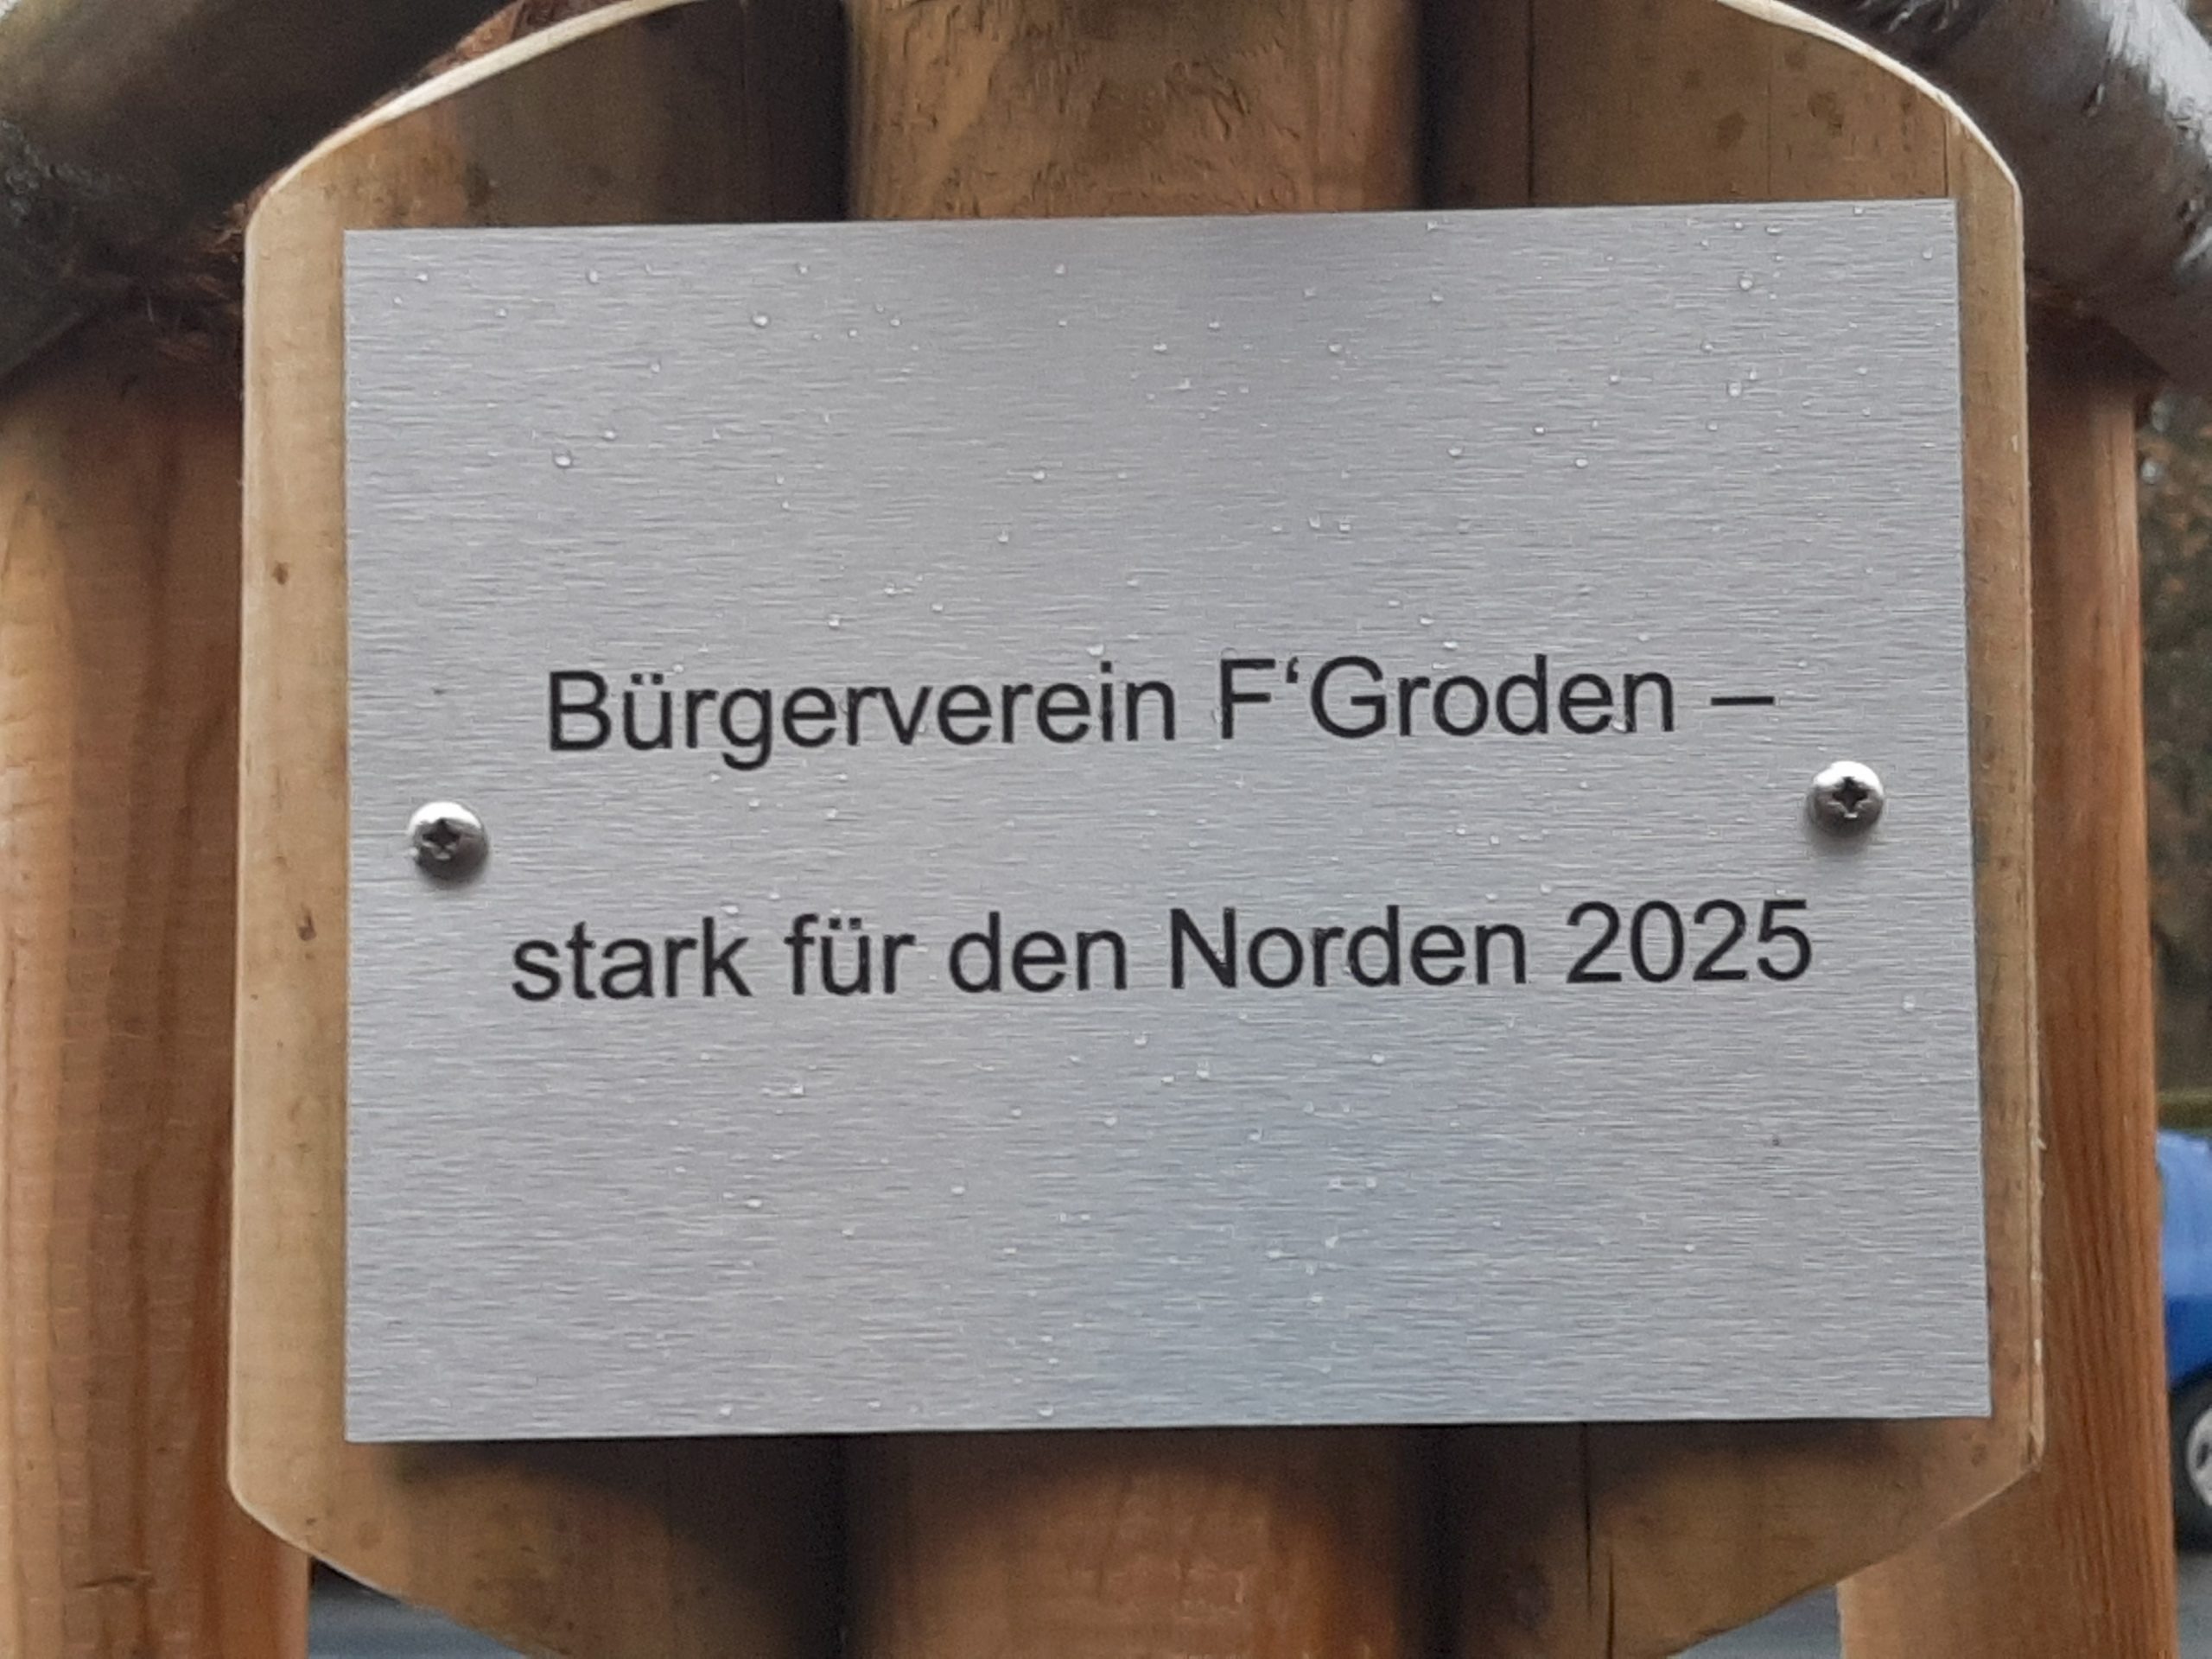 Bürgerverein F‘Groden –
stark für den Norden 2025